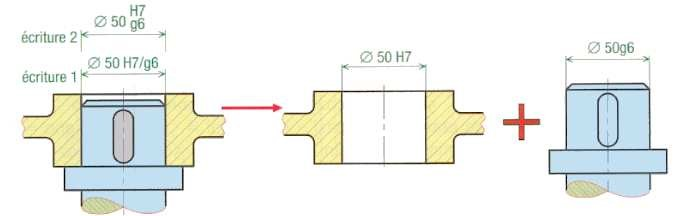 écriture 2 Ø 50 H7 g6
écriture 1 Ø 50 H7/g6
Ø 50 H7
Ø 50g6